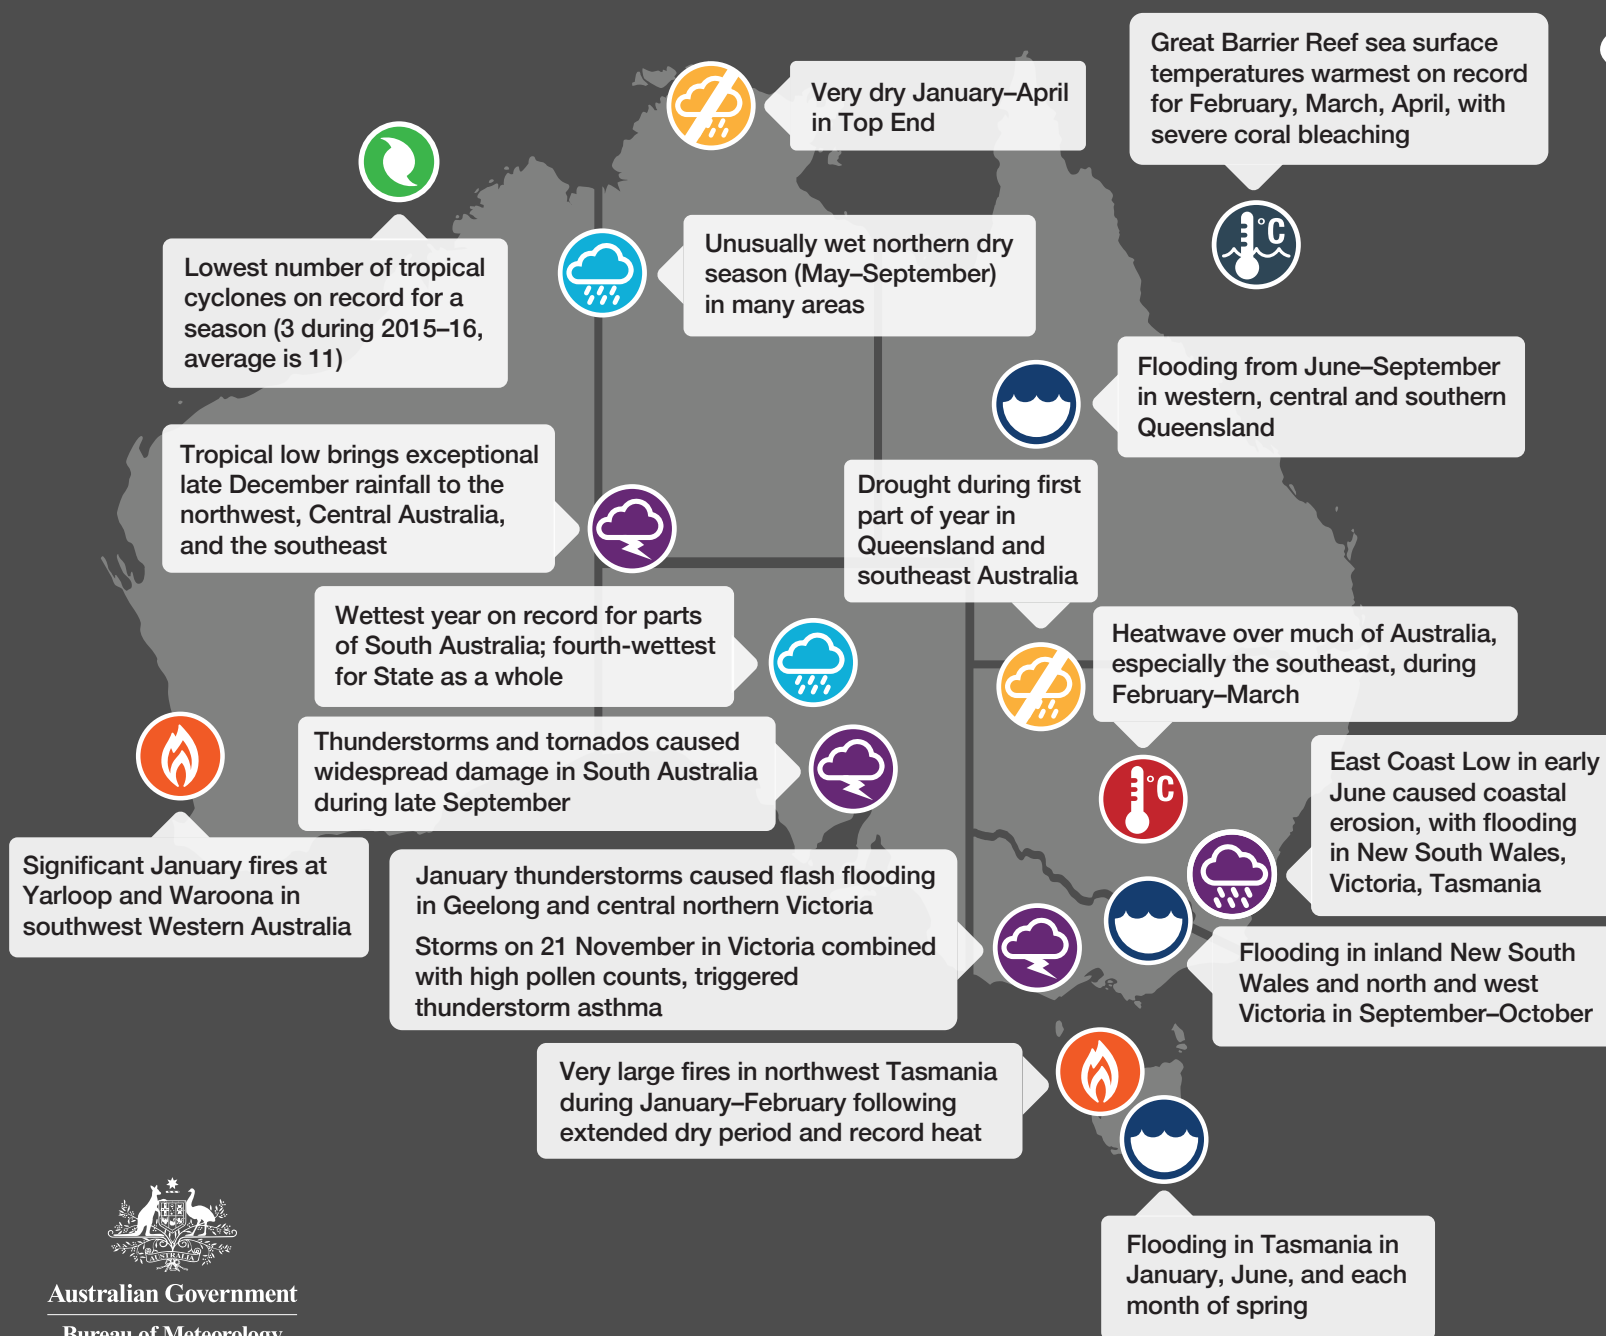 Great Barrier Reef sea surface
temperatures warmest on record
for February, March, April, with
severe coral bleaching
Very dry January–April
in Top End
°C
Lowest number of tropical
cyclones on record for a
season (3 during 2015–16,
average is 11)
Unusually wet northern dry
season (May–September)
in many areas
Flooding from June–September
in western, central and southern
Queensland
Tropical low brings exceptional
late December rainfall to the
northwest, Central Australia,
and the southeast
Drought during first
part of year in
Queensland and
southeast Australia
Wettest year on record for parts
of South Australia; fourth-wettest
for State as a whole
Heatwave over much of Australia,
especially the southeast, during
February–March
°C
Thunderstorms and tornados caused
widespread damage in South Australia
during late September
East Coast Low in early
June caused coastal
erosion, with flooding
in New South Wales,
Victoria, Tasmania
Significant January fires at
Yarloop and Waroona in
southwest Western Australia
January thunderstorms caused flash flooding
in Geelong and central northern Victoria
Storms on 21 November in Victoria combined
with high pollen counts, triggered
thunderstorm asthma
Flooding in inland New South
Wales and north and west
Victoria in September–October
Very large fires in northwest Tasmania
during January–February following
extended dry period and record heat
Flooding in Tasmania in
January, June, and each
month of spring
AUSTRALIA
Australian Government
Bureau of Meteorology